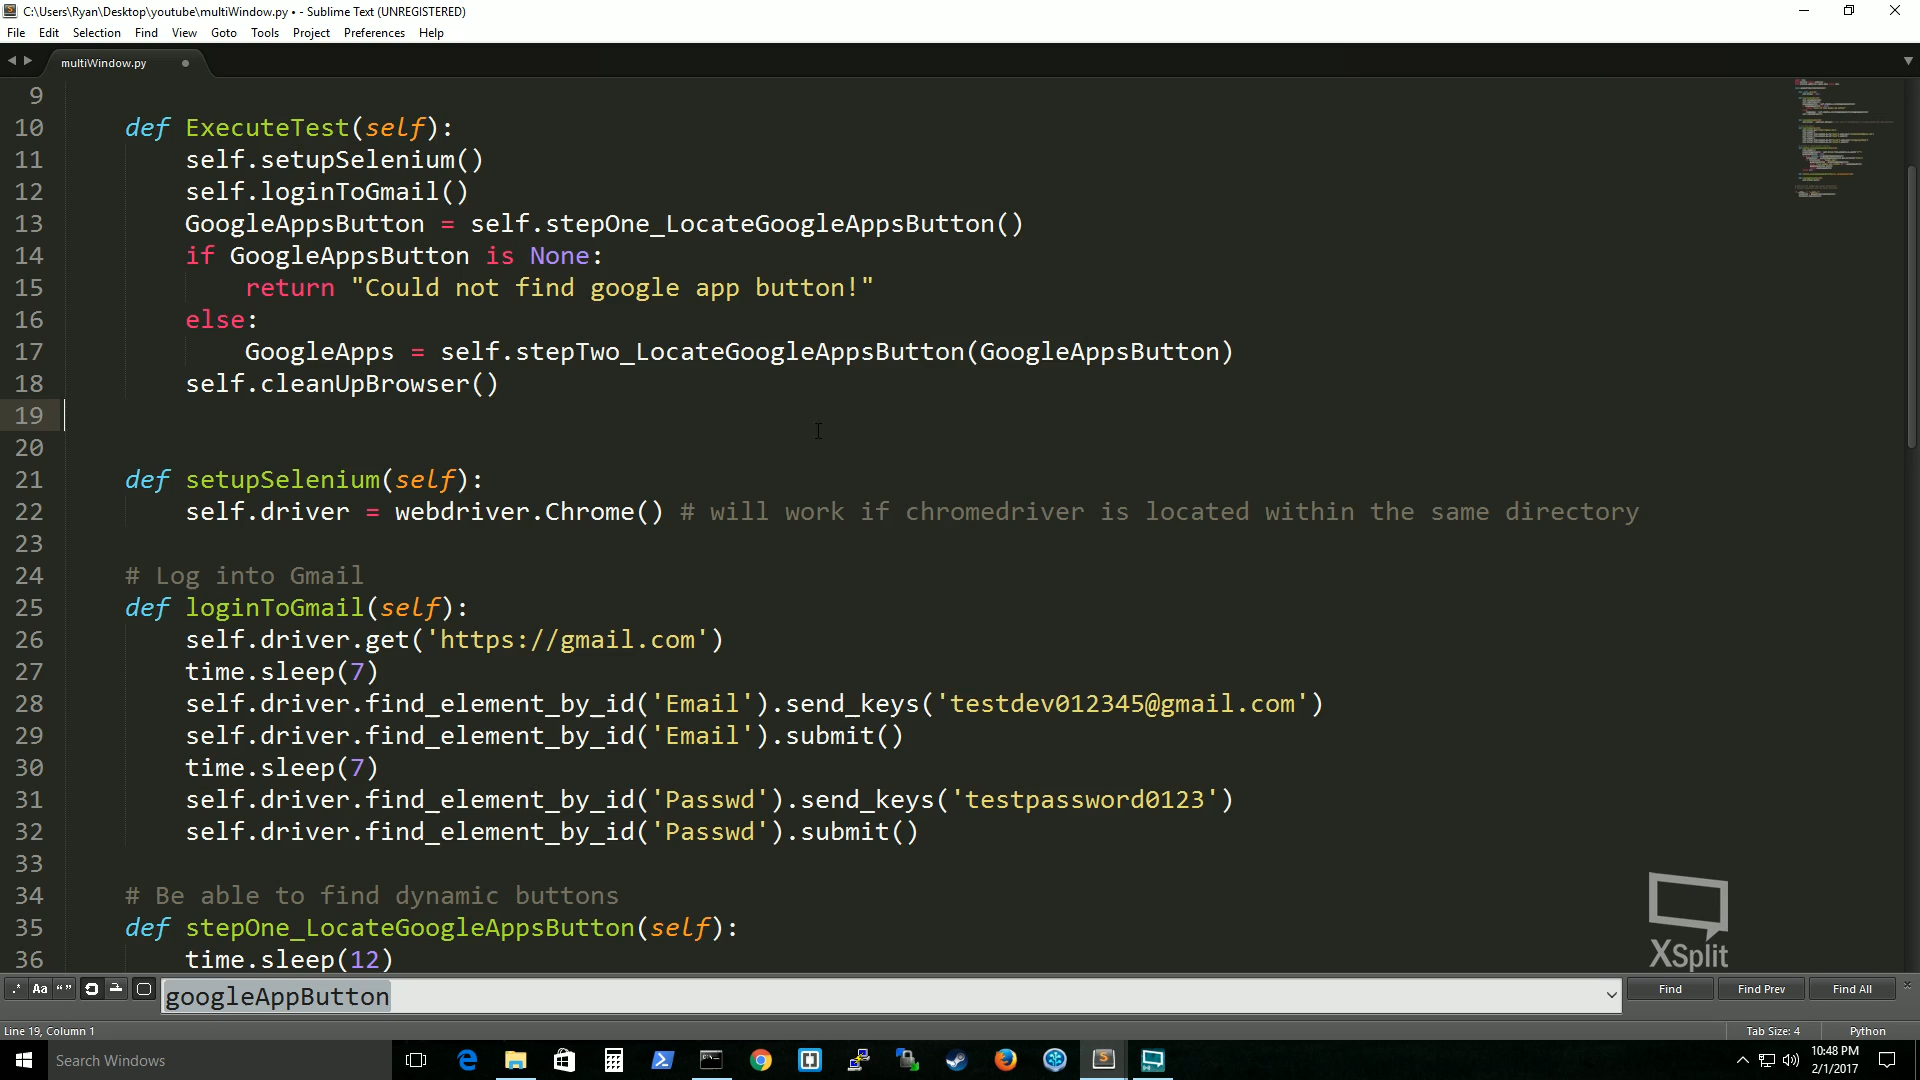 C:\Users\Ryan\Desktop\youtube\multiWindow.py • - Sublime Text (UNREGISTERED)
File Edit Selection Find View Goto Tools Project Preferences Help
multiWindow.py
9
10 def ExecuteTest(self):
11 self.setupSelenium()
12 self.loginToGmail()
13 GoogleAppsButton = self.stepOne_LocateGoogleAppsButton()
14 if GoogleAppsButton is None:
15 return "Could not find google app button!"
16 else:
17 GoogleApps = self.stepTwo_LocateGoogleAppsButton(GoogleAppsButton)
18 self.cleanUpBrowser()
19
20
21 def setupSelenium(self):
22 self.driver = webdriver.Chrome() # will work if chromedriver is located within the same directory
23
24 # Log into Gmail
25 def loginToGmail(self):
26 self.driver.get('https://gmail.com')
27 time.sleep(7)
28 self.driver.find_element_by_id('Email').send_keys('testdev012345@gmail.com')
29 self.driver.find_element_by_id('Email').submit()
30 time.sleep(7)
31 self.driver.find_element_by_id('Passwd').send_keys('testpassword0123')
32 self.driver.find_element_by_id('Passwd').submit()
33
34 # Be able to find dynamic buttons
35 def stepOne_LocateGoogleAppsButton(self):
36 time.sleep(12)
XSplit
.* Aa “ ” googleAppButton Find Find Prev Find All
Line 19, Column 1 Tab Size: 4 Python
Search Windows 10:48 PM
2/1/2017